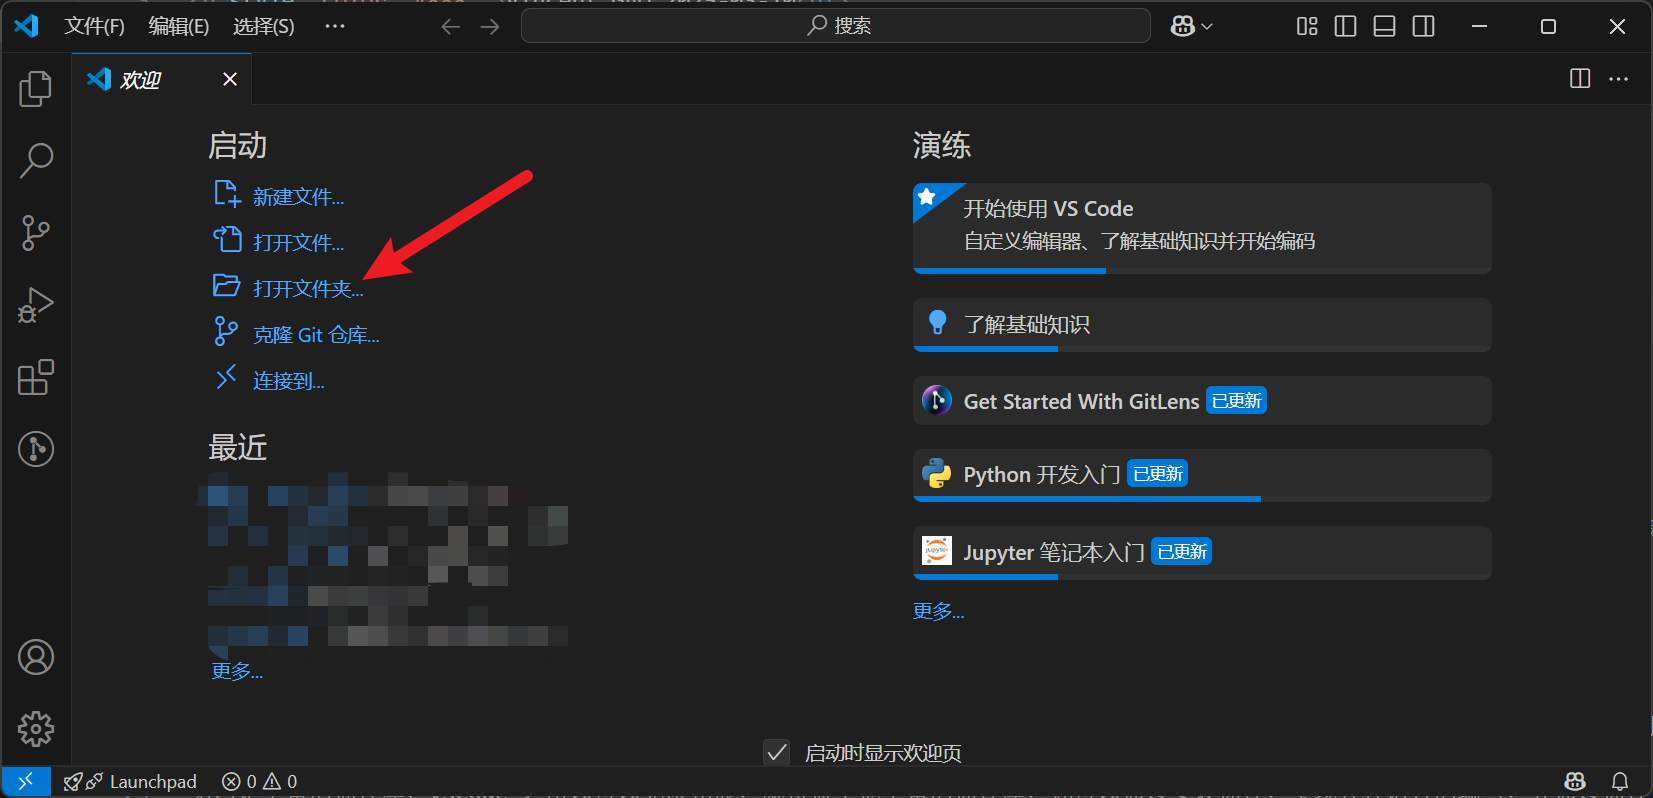 文件(F) 编辑(E) 选择(S) ··· 搜索
欢迎
启动
新建文件...
打开文件...
打开文件夹...
克隆 Git 仓库...
连接到...
最近
更多...
演练
开始使用 VS Code
自定义编辑器、了解基础知识并开始编码
了解基础知识
Get Started With GitLens 已更新
Python 开发入门 已更新
jupyter
Jupyter 笔记本入门 已更新
更多...
启动时显示欢迎页
Launchpad 0 0